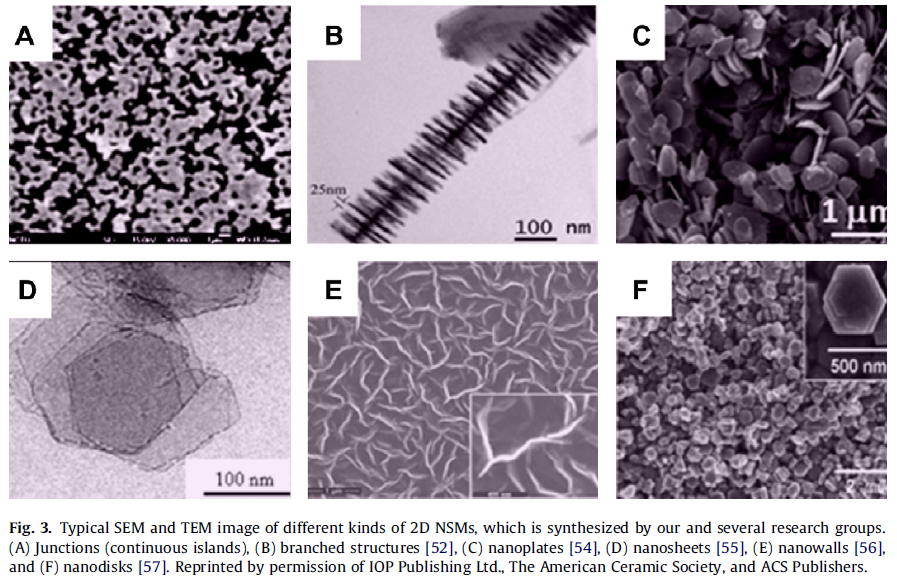 A
B
C
25nm
100 nm
1 μm
D
E
F
100 nm
500 nm
Fig. 3. Typical SEM and TEM image of different kinds of 2D NSMs, which is synthesized by our and several research groups.
(A) Junctions (continuous islands), (B) branched structures [52], (C) nanoplates [54], (D) nanosheets [55], (E) nanowalls [56],
and (F) nanodisks [57]. Reprinted by permission of IOP Publishing Ltd., The American Ceramic Society, and ACS Publishers.